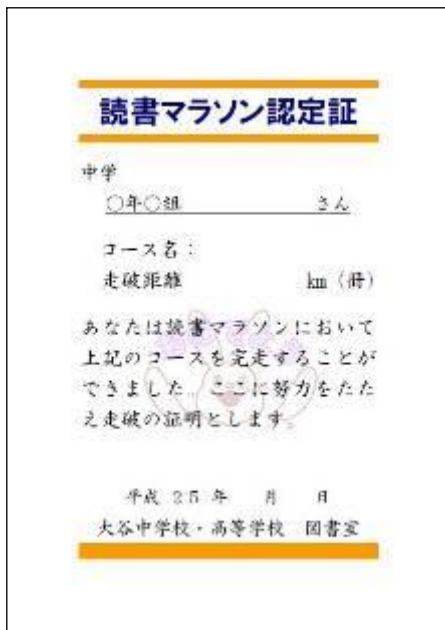 読書マラソン認定証
中学
○年○組 さん
コース名：
走破距離 km（冊）
あなたは読書マラソンにおいて
上記のコースを完走することが
できました。ここに努力をたた
え走破の証明とします。
平成 25 年 月 日
大谷中学校・高等学校 図書室